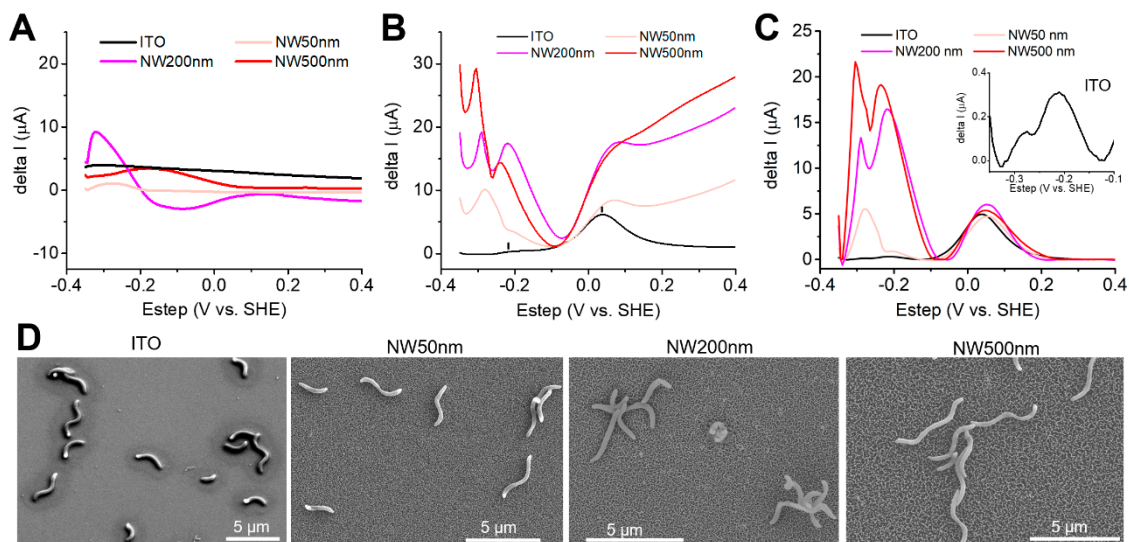 A
ITO NW50nm
NW200nm NW500nm
delta I (μA)
20
10
0
-10
-0.4 -0.2 0.0 0.2 0.4
Estep (V vs. SHE)
B
ITO NW50nm
NW200nm NW500nm
delta I (μA)
30
20
10
0
-0.4 -0.2 0.0 0.2 0.4
Estep (V vs. SHE)
C
ITO NW50 nm
NW200 nm NW500 nm
delta I (μA)
25
20
15
10
5
0
-0.4 -0.2 0.0 0.2 0.4
Estep (V vs. SHE)
ITO
delta I (μA)
0.4
0.2
0.0
-0.3 -0.2 -0.1
Estep (V vs. SHE)
D
ITO NW50nm NW200nm NW500nm
5 μm 5 μm 5 μm 5 μm